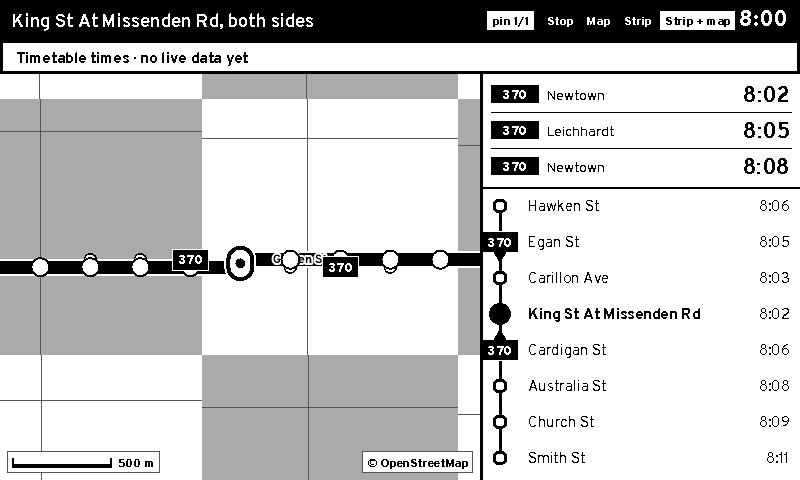 King St At Missenden Rd, both sides
pin 1/1 Stop Map Strip Strip + map 8:00
Timetable times · no live data yet
370 Newtown 8:02
370 Leichhardt 8:05
370 Newtown 8:08
370
370
500 m
© OpenStreetMap
Hawken St 8:06
370 Egan St 8:05
Carillon Ave 8:03
King St At Missenden Rd 8:02
370 Cardigan St 8:06
Australia St 8:08
Church St 8:09
Smith St 8:11